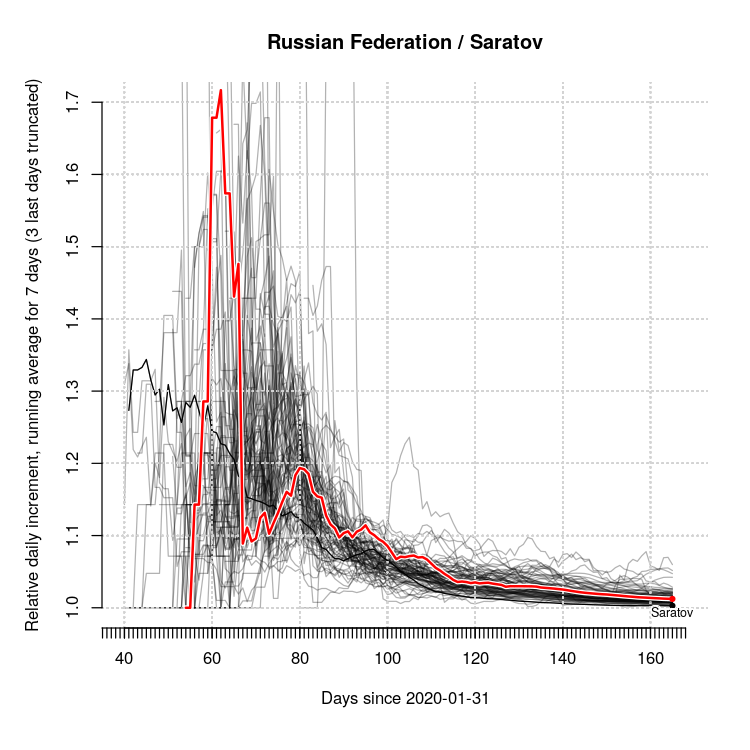 Russian Federation / Saratov
Relative daily increment, running average for 7 days (3 last days truncated)
1.7
1.6
1.5
1.4
1.3
1.2
1.1
1.0
Saratov
40 60 80 100 120 140 160
Days since 2020-01-31